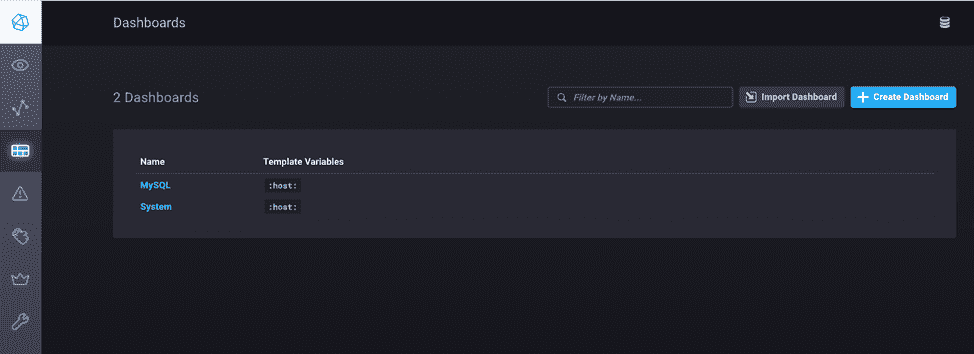 Dashboards
2 Dashboards
Filter by Name...
Import Dashboard
Create Dashboard
Name Template Variables
MySQL :host:
System :host: